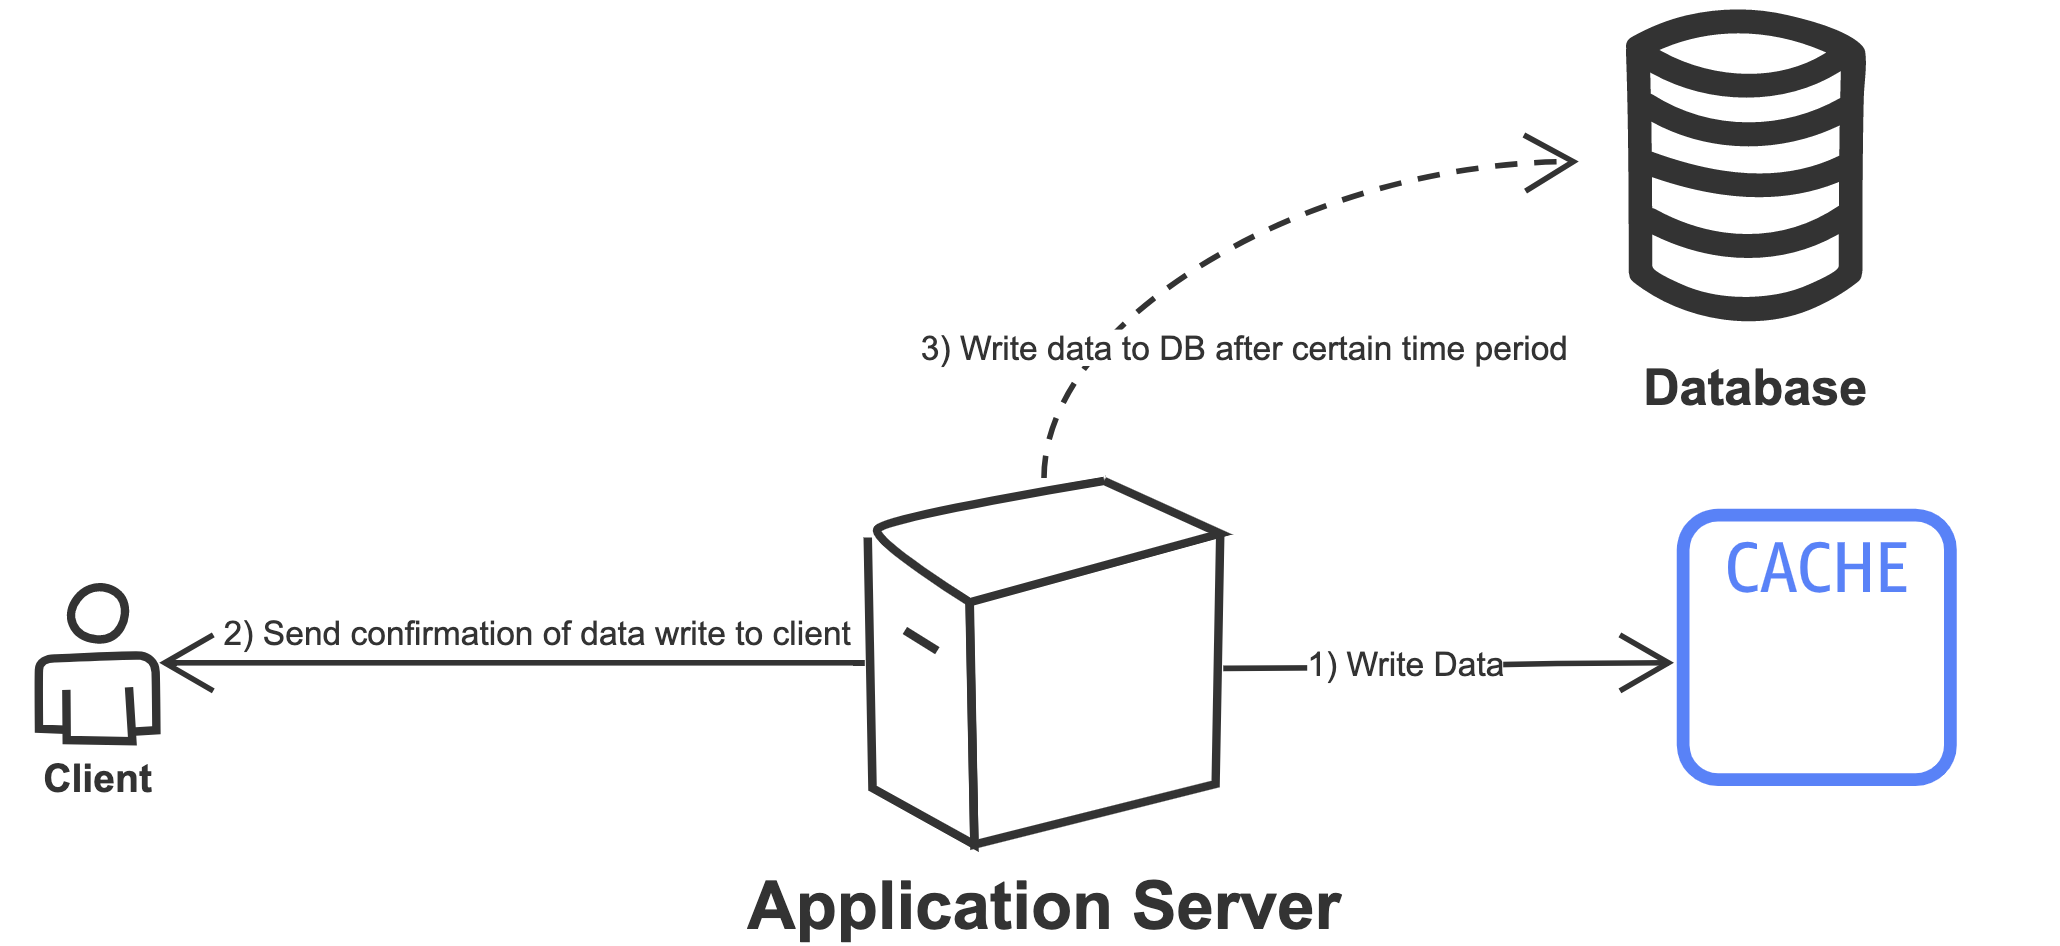 3) Write data to DB after certain time period
Database
CACHE
2) Send confirmation of data write to client
1) Write Data
Client
Application Server